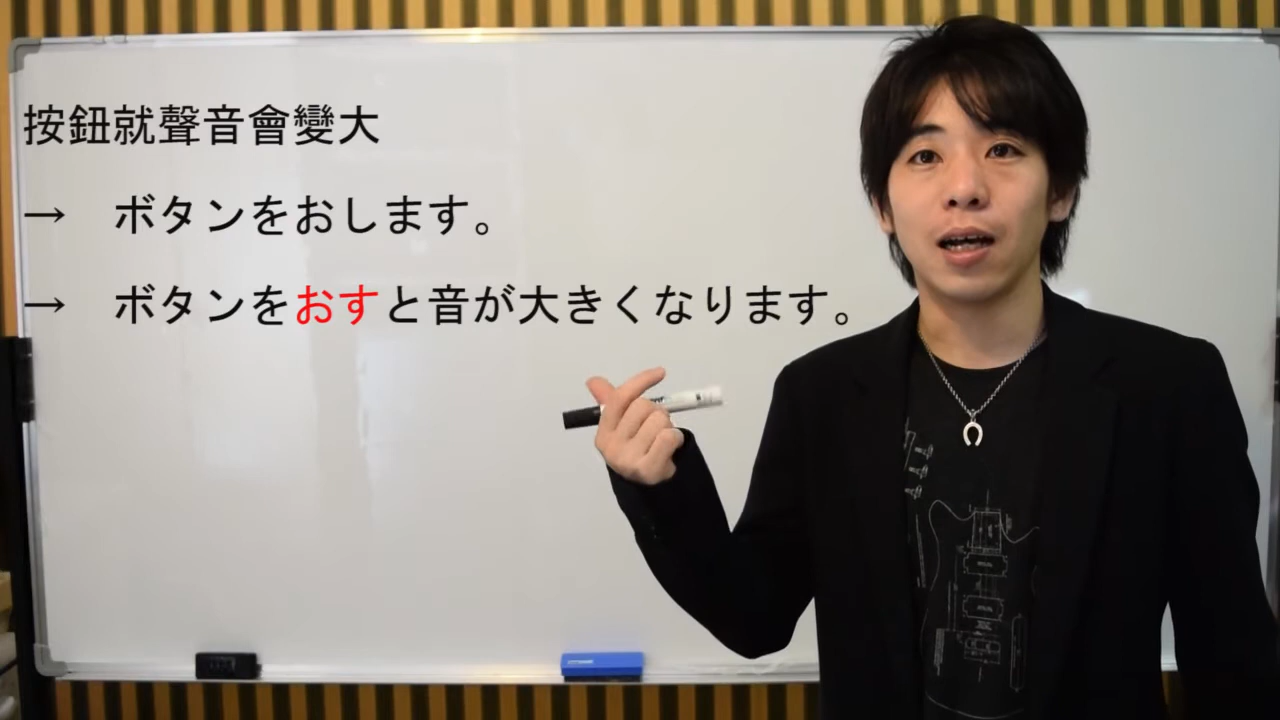 按鈕就聲音會變大
→　ボタンをおします。
→　ボタンをおすと音が大きくなります。